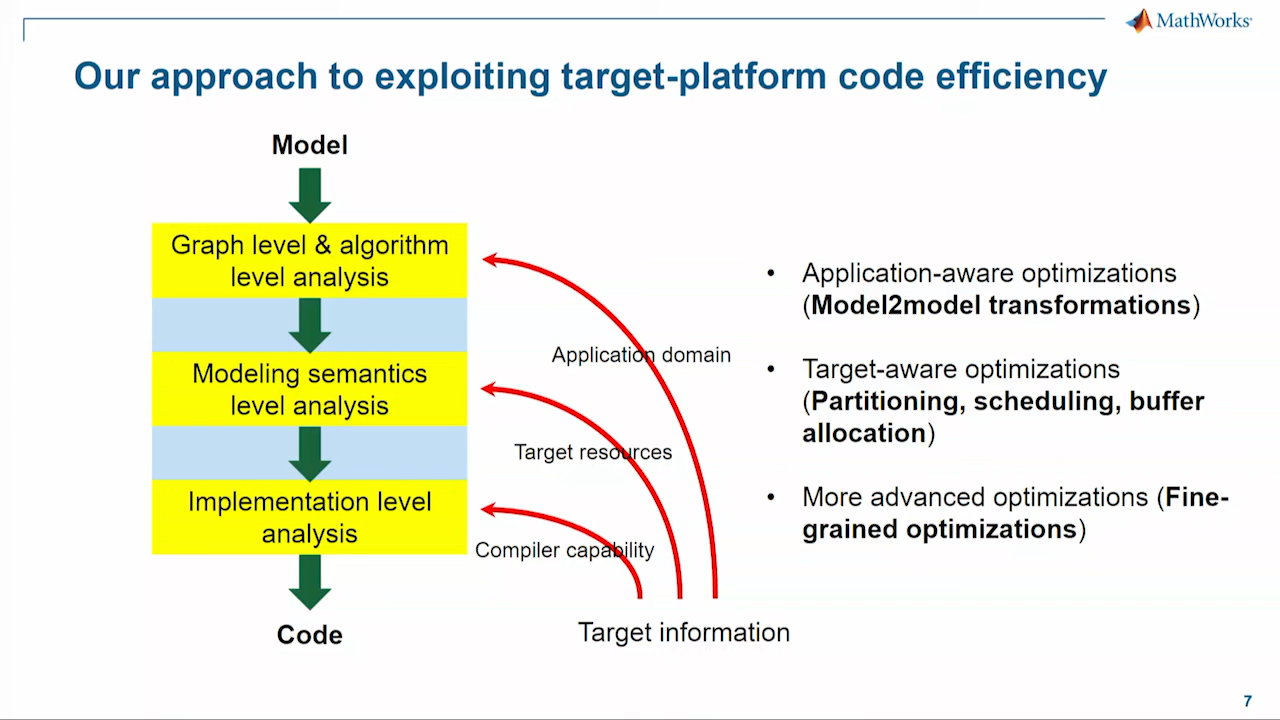 MathWorks
Our approach to exploiting target-platform code efficiency
Model
Graph level & algorithm
level analysis
Modeling semantics
level analysis
Implementation level
analysis
Code
Application domain
Target resources
Compiler capability
Target information
• Application-aware optimizations
(Model2model transformations)
• Target-aware optimizations
(Partitioning, scheduling, buffer
allocation)
• More advanced optimizations (Fine-
grained optimizations)
7